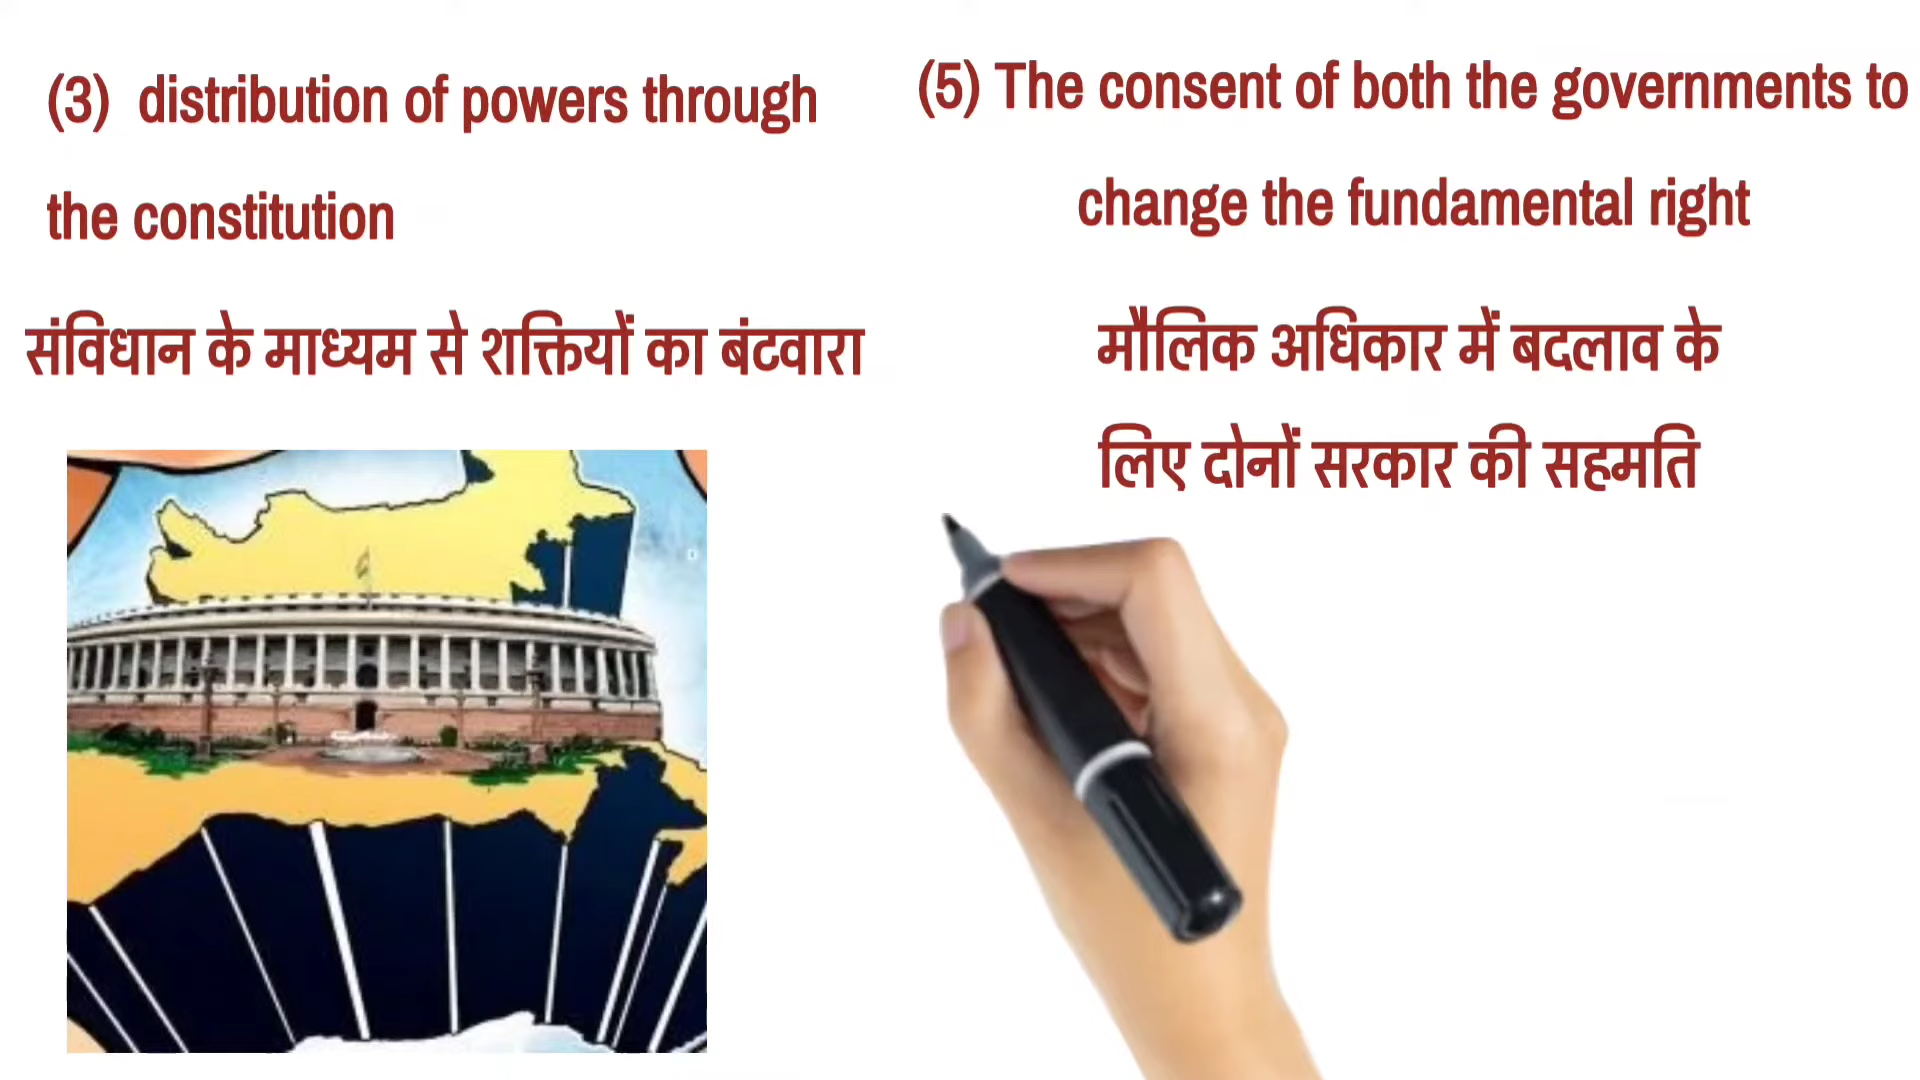 (3) distribution of powers through
the constitution
संविधान के माध्यम से शक्तियों का बंटवारा
(5) The consent of both the governments to
change the fundamental right
मौलिक अधिकार में बदलाव के
लिए दोनों सरकार की सहमति